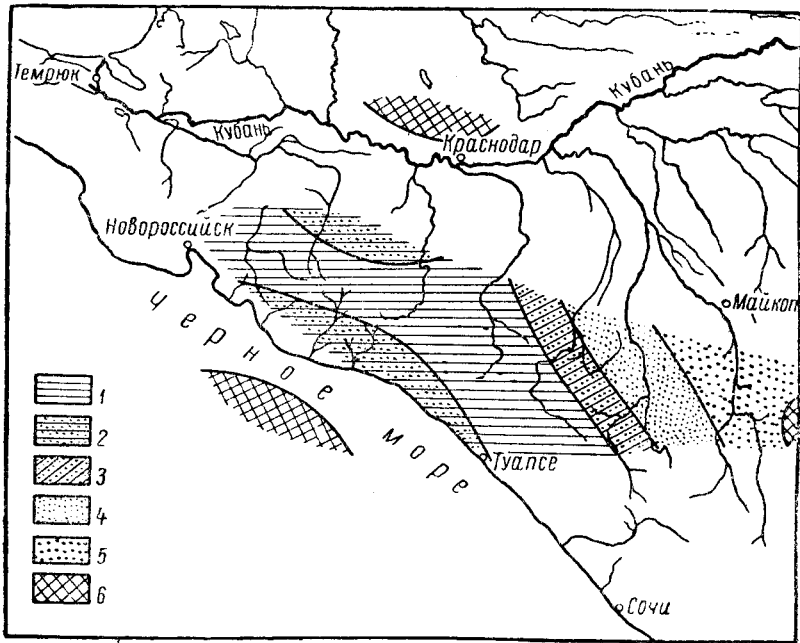 Темрюк
Кубань
Кубань
Краснодар
Новороссийск
Майкоп
Черное море
Туапсе
Сочи
1
2
3
4
5
6